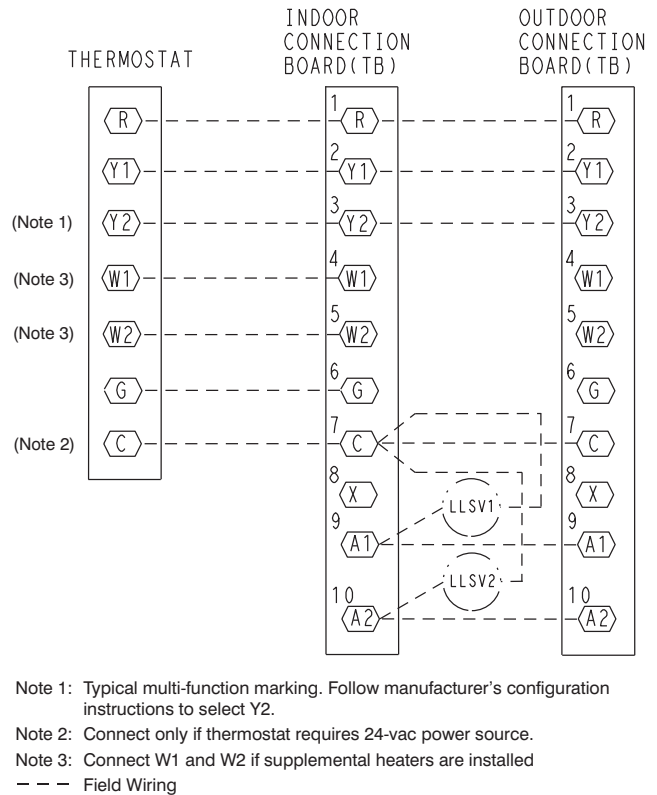 INDOOR
CONNECTION
BOARD(TB)
OUTDOOR
CONNECTION
BOARD(TB)
THERMOSTAT
R 1 R 1 R
Y1 2 Y1 2 Y1
(Note 1) Y2 3 Y2 3 Y2
(Note 3) W1 4 W1 4 W1
(Note 3) W2 5 W2 5 W2
G 6 G 6 G
(Note 2) C 7 C 7 C
8 X 8 X
LLSV1
9 A1 9 A1
LLSV2
10 A2 10 A2
Note 1: Typical multi-function marking. Follow manufacturer's configuration
instructions to select Y2.
Note 2: Connect only if thermostat requires 24-vac power source.
Note 3: Connect W1 and W2 if supplemental heaters are installed
Field Wiring